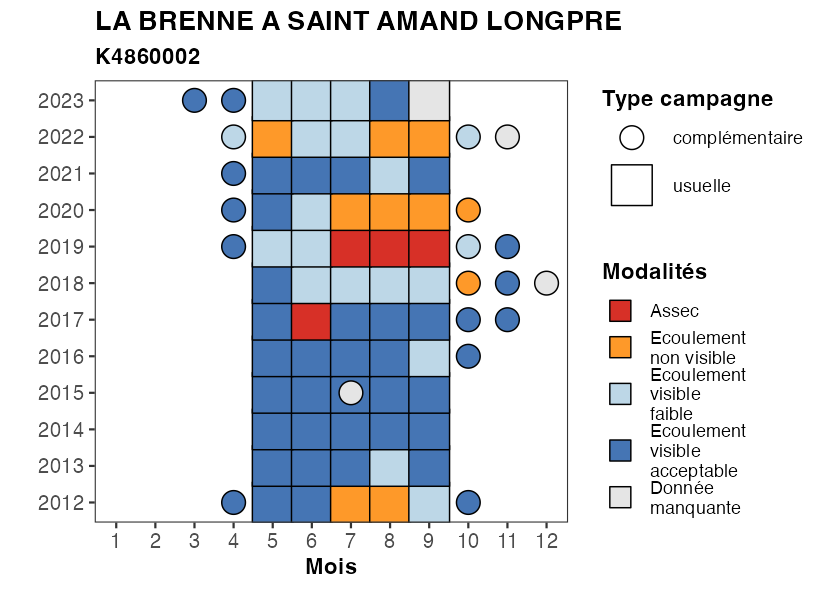 LA BRENNE A SAINT AMAND LONGPRE
K4860002
2023
2022
2021
2020
2019
2018
2017
2016
2015
2014
2013
2012
1 2 3 4 5 6 7 8 9 10 11 12
Mois
Type campagne
complémentaire
usuelle
Modalités
Assec
Ecoulement
non visible
Ecoulement
visible
faible
Ecoulement
visible
acceptable
Donnée
manquante